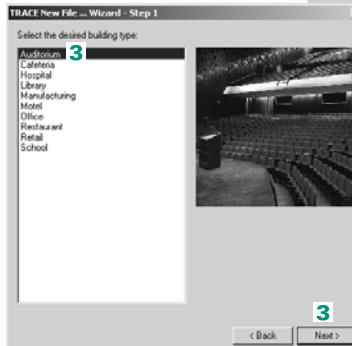 TRACE New File ... Wizard - Step 1
Select the desired building type:
Auditorium 3
Cafeteria
Hospital
Library
Manufacturing
Motel
Office
Restaurant
Retail
School
3
< Back Next >